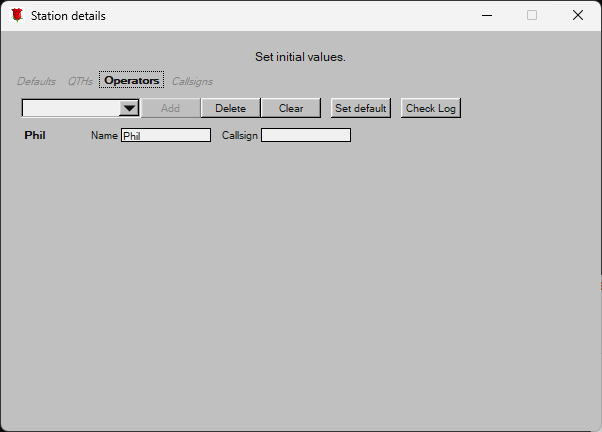 Station details
Set initial values.
Defaults QTHs Operators Callsigns
Add Delete Clear Set default Check Log
Phil Name Phil Callsign